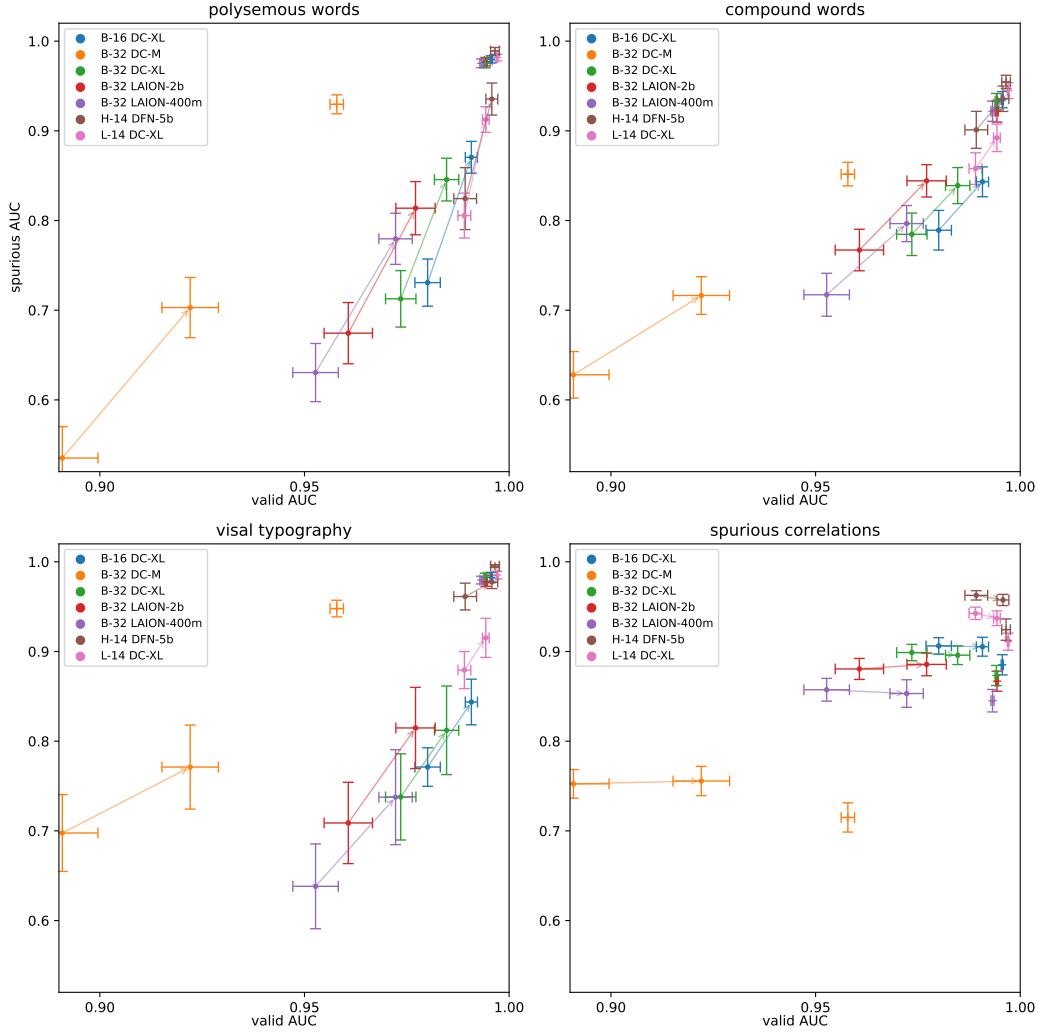 polysemous words
1.0
0.9
0.8
0.7
0.6
spurious AUC
B-16 DC-XL
B-32 DC-M
B-32 DC-XL
B-32 LAION-2b
B-32 LAION-400m
H-14 DFN-5b
L-14 DC-XL
0.90
0.95
1.00
valid AUC
compound words
1.0
0.9
0.8
0.7
0.6
B-16 DC-XL
B-32 DC-M
B-32 DC-XL
B-32 LAION-2b
B-32 LAION-400m
H-14 DFN-5b
L-14 DC-XL
0.90
0.95
1.00
valid AUC
visal typography
1.0
0.9
0.8
0.7
0.6
B-16 DC-XL
B-32 DC-M
B-32 DC-XL
B-32 LAION-2b
B-32 LAION-400m
H-14 DFN-5b
L-14 DC-XL
0.90
0.95
1.00
valid AUC
spurious correlations
1.0
0.9
0.8
0.7
0.6
B-16 DC-XL
B-32 DC-M
B-32 DC-XL
B-32 LAION-2b
B-32 LAION-400m
H-14 DFN-5b
L-14 DC-XL
0.90
0.95
1.00
valid AUC